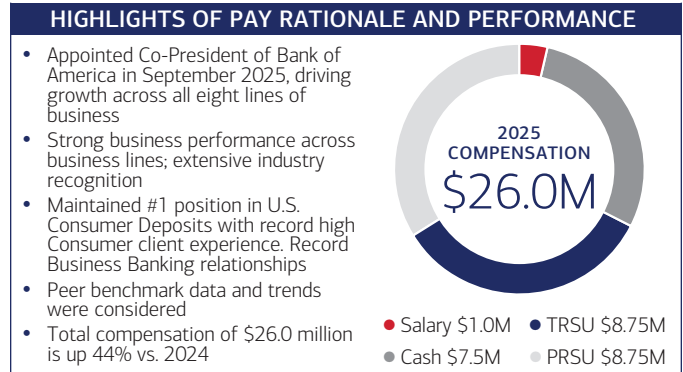 HIGHLIGHTS OF PAY RATIONALE AND PERFORMANCE
• Appointed Co-President of Bank of
America in September 2025, driving
growth across all eight lines of
business
• Strong business performance across
business lines; extensive industry
recognition
• Maintained #1 position in U.S.
Consumer Deposits with record high
Consumer client experience. Record
Business Banking relationships
• Peer benchmark data and trends
were considered
• Total compensation of $26.0 million
is up 44% vs. 2024
2025
COMPENSATION
$26.0M
Salary $1.0M
TRSU $8.75M
Cash $7.5M
PRSU $8.75M